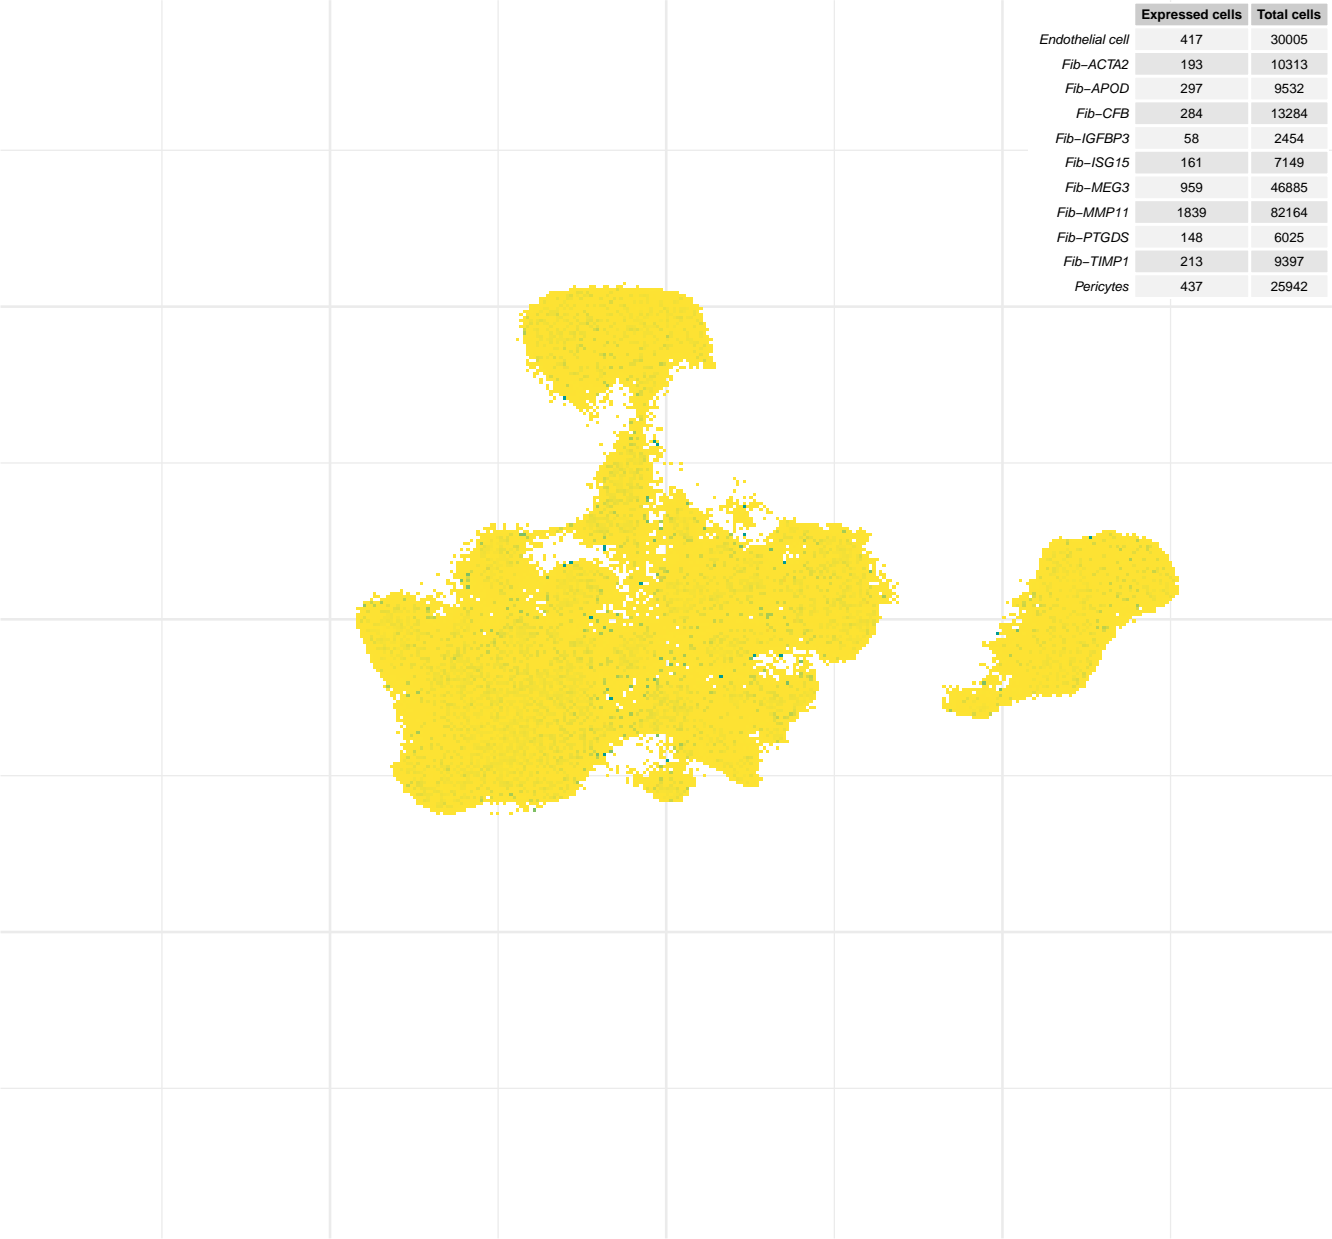 Expressed cells Total cells
Endothelial cell 417 30005
Fib−ACTA2 193 10313
Fib−APOD 297 9532
Fib−CFB 284 13284
Fib−IGFBP3 58 2454
Fib−ISG15 161 7149
Fib−MEG3 959 46885
Fib−MMP11 1839 82164
Fib−PTGDS 148 6025
Fib−TIMP1 213 9397
Pericytes 437 25942